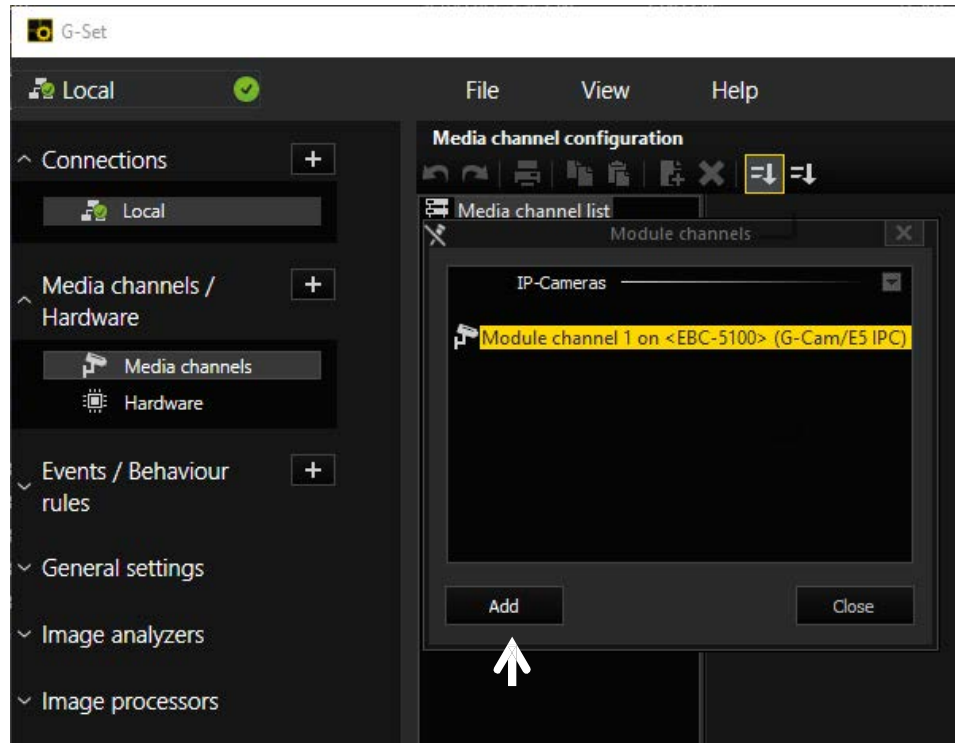 G-Set
Local
File View Help
Connections +
Local
Media channels /
Hardware
+
Media channels
Hardware
Events / Behaviour
rules
+
General settings
Image analyzers
Image processors
Media channel configuration
Media channel list
Module channels
IP-Cameras
Module channel 1 on <EBC-5100> (G-Cam/E5 IPC)
Add Close